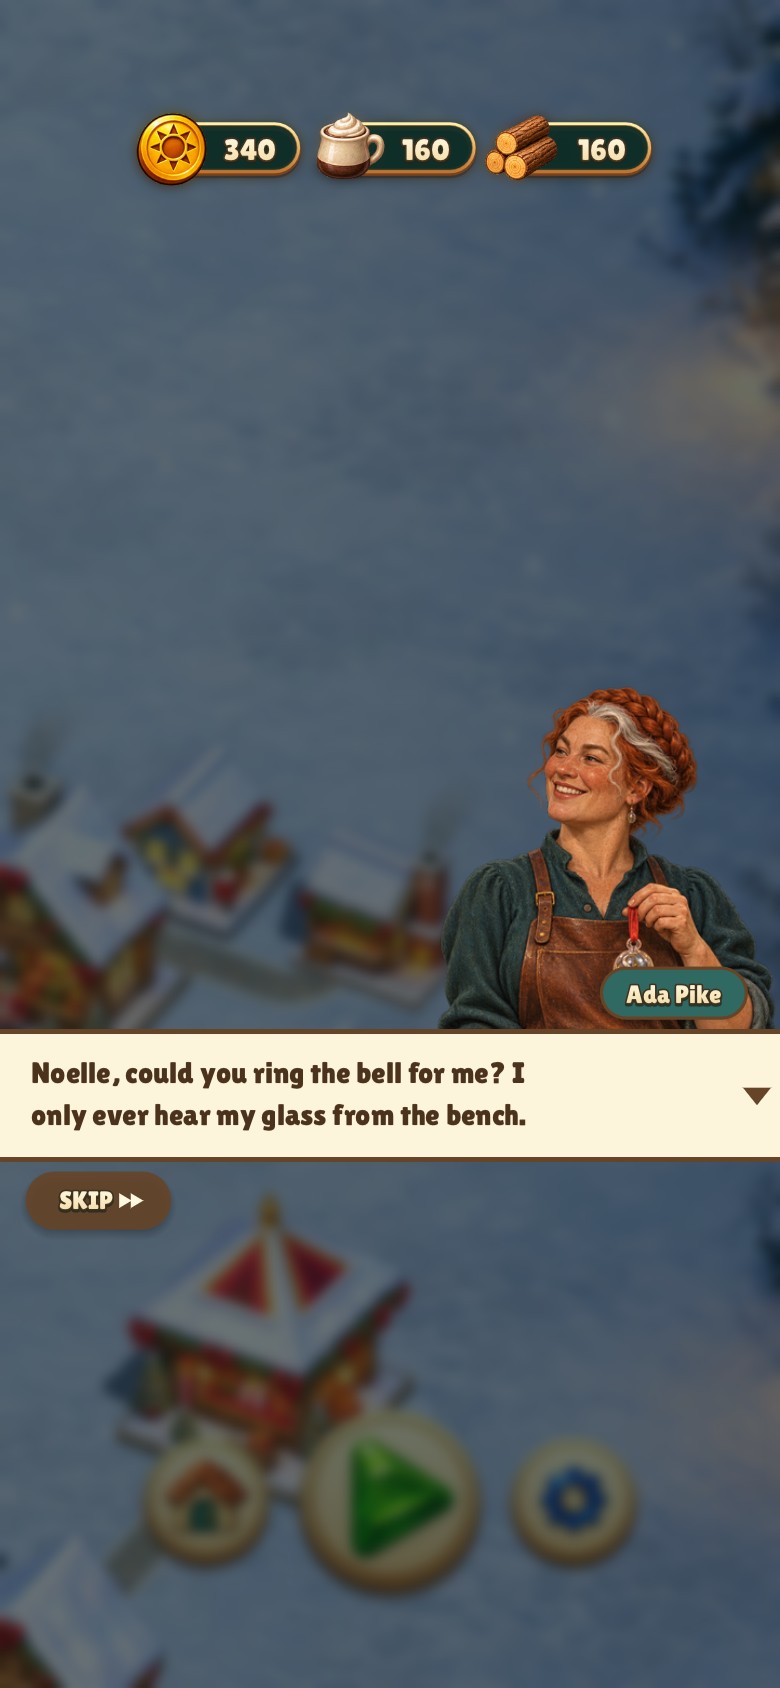 340
160
160
Ada Pike
Noelle, could you ring the bell for me? I
only ever hear my glass from the bench.
SKIP